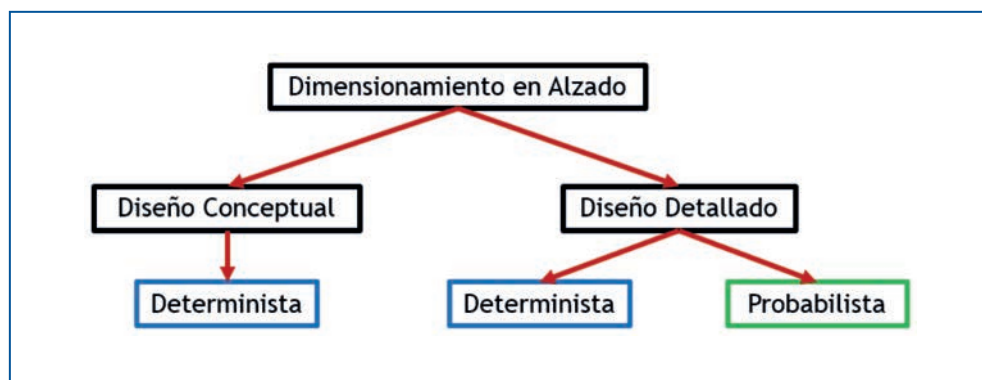 Dimensionamiento en Alzado
Diseño Conceptual
Diseño Detallado
Determinista
Determinista
Probabilista